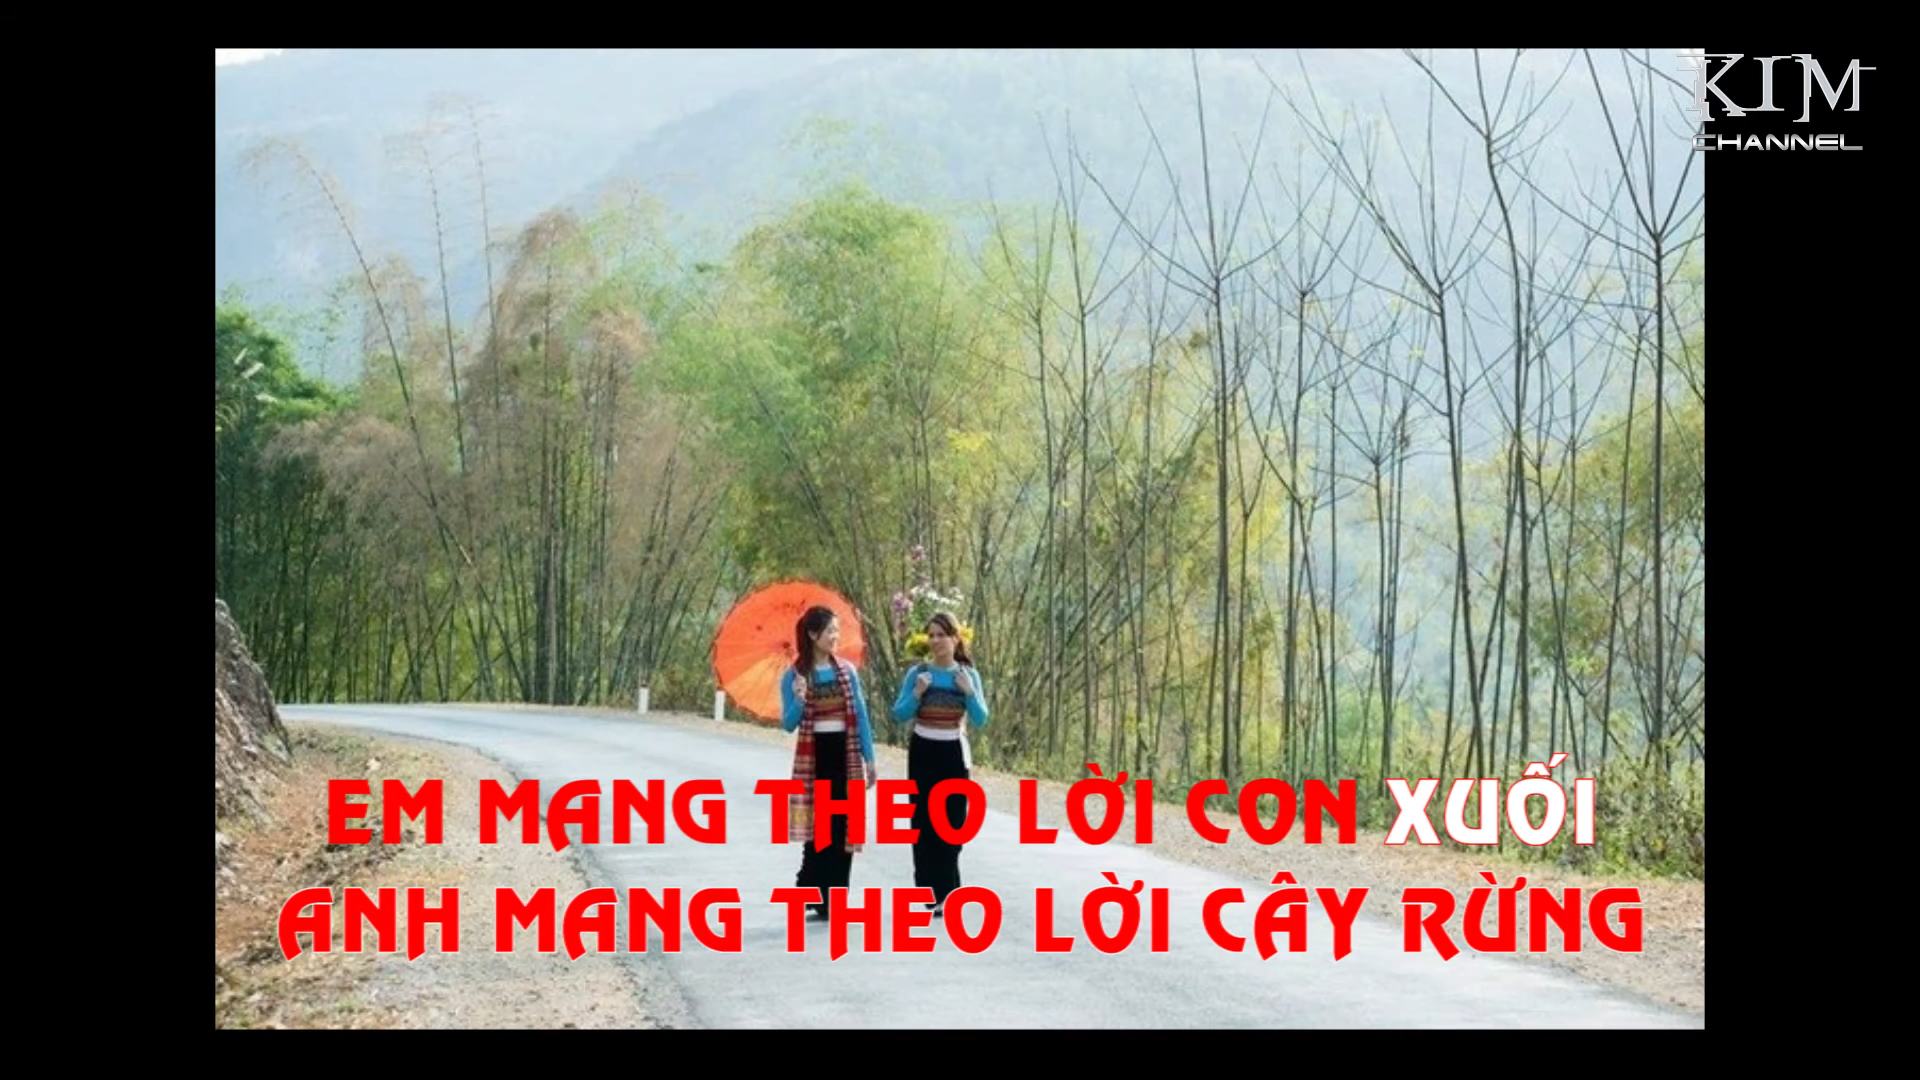 KIM
CHANNEL
EM MANG THEO LỜI CON XUỐI
ANH MANG THEO LỜI CÂY RỪNG